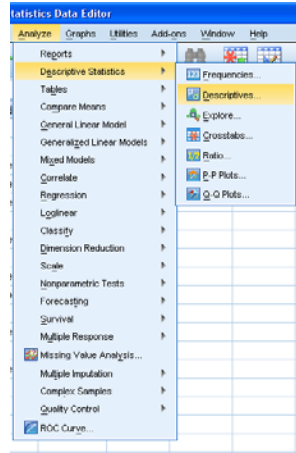 tatistics Data Editor
Analyze Graphs Utilities Add-ons Window Help
Reports
Descriptive Statistics
Tables
Compare Means
General Linear Model
Generalized Linear Models
Mixed Models
Correlate
Regression
Loglinear
Classify
Dimension Reduction
Scale
Nonparametric Tests
Forecasting
Survival
Multiple Response
Missing Value Analysis...
Multiple Imputation
Complex Samples
Quality Control
ROC Curve...
Frequencies...
Descriptives...
Explore...
Crosstabs...
Ratio...
P-P Plots...
Q-Q Plots...